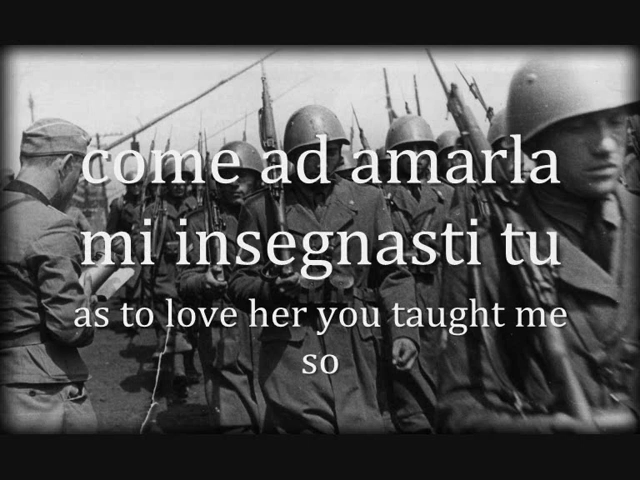 come ad amarla
mi insegnasti tu
as to love her you taught me
so